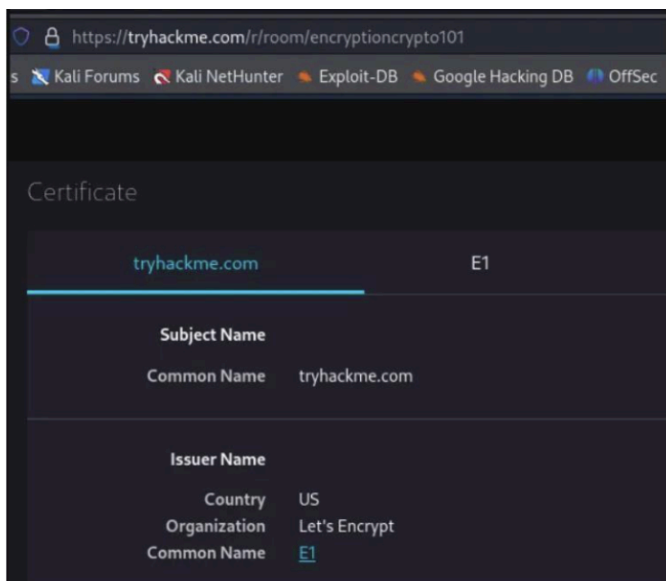 https://tryhackme.com/r/room/encryptioncrypto101
s Kali Forums Kali NetHunter Exploit-DB Google Hacking DB OffSec
Certificate
tryhackme.com E1
Subject Name
Common Name tryhackme.com
Issuer Name
Country US
Organization Let's Encrypt
Common Name E1